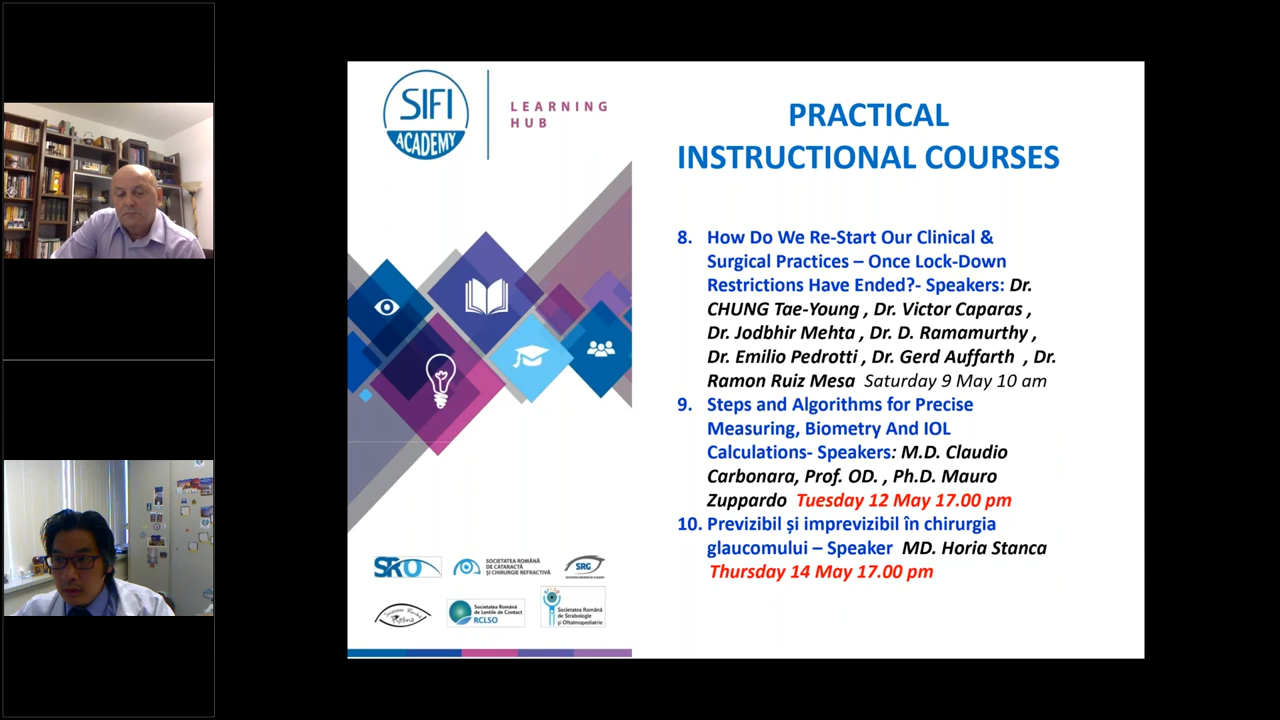 SIFI
ACADEMY
LEARNING
HUB
PRACTICAL
INSTRUCTIONAL COURSES
8. How Do We Re-Start Our Clinical &
Surgical Practices – Once Lock-Down
Restrictions Have Ended?- Speakers: Dr.
CHUNG Tae-Young , Dr. Victor Caparas ,
Dr. Jodbhir Mehta , Dr. D. Ramamurthy ,
Dr. Emilio Pedrotti , Dr. Gerd Auffarth , Dr.
Ramon Ruiz Mesa Saturday 9 May 10 am
9. Steps and Algorithms for Precise
Measuring, Biometry And IOL
Calculations- Speakers: M.D. Claudio
Carbonara, Prof. OD. , Ph.D. Mauro
Zuppardo Tuesday 12 May 17.00 pm
10. Previzibil și imprevizibil în chirurgia
glaucomului – Speaker MD. Horia Stanca
Thursday 14 May 17.00 pm
SRO
SOCIETATEA ROMÂNĂ
DE CATARACTĂ
ȘI CHIRURGIE REFRACTIVĂ
SRG
Societatea Română
de Lentile de Contact
RCLSO
Societatea Română
de Strabologie
și Oftalmopediatrie